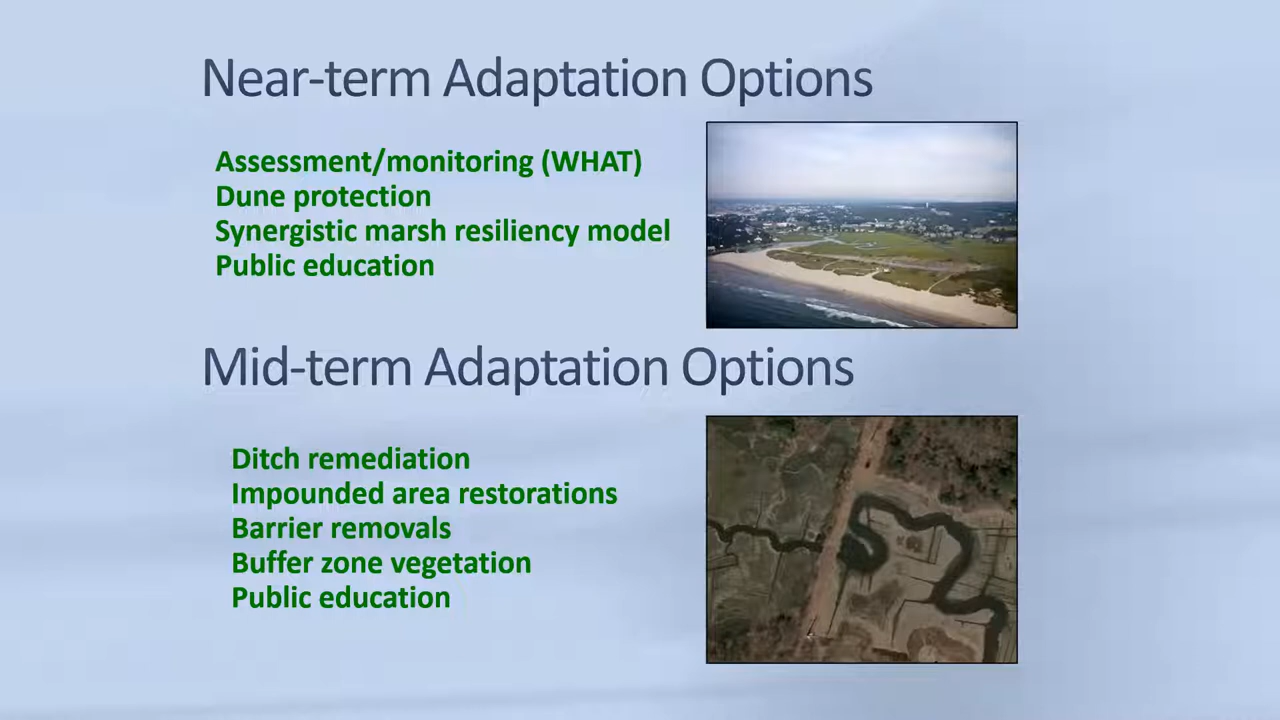 Near-term Adaptation Options
Assessment/monitoring (WHAT)
Dune protection
Synergistic marsh resiliency model
Public education
Mid-term Adaptation Options
Ditch remediation
Impounded area restorations
Barrier removals
Buffer zone vegetation
Public education